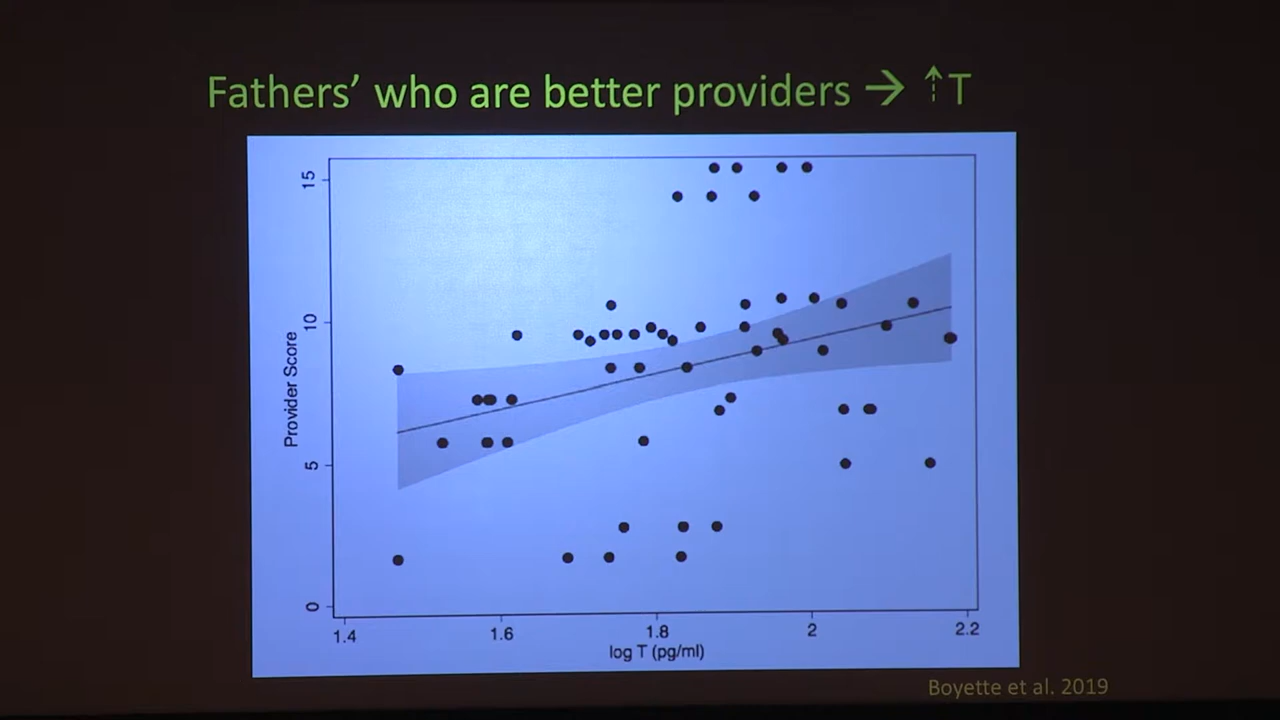 Fathers’ who are better providers → ⇡T
15
10
5
0
Provider Score
1.4 1.6 1.8 2 2.2
log T (pg/ml)
Boyette et al. 2019